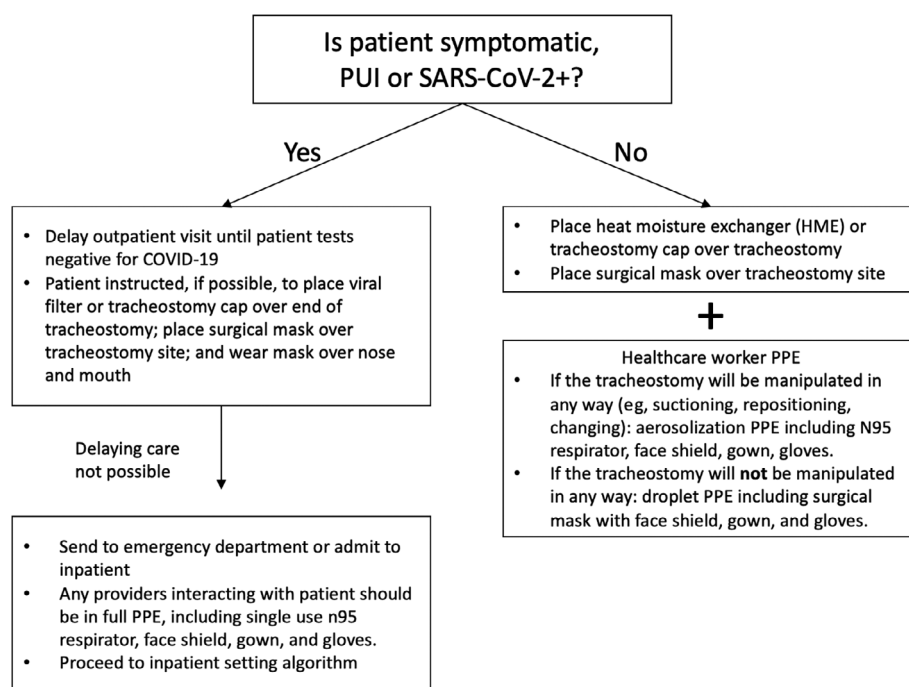 Is patient symptomatic,
PUI or SARS-CoV-2+?
Yes
No
• Delay outpatient visit until patient tests
negative for COVID-19
• Patient instructed, if possible, to place viral
filter or tracheostomy cap over end of
tracheostomy; place surgical mask over
tracheostomy site; and wear mask over nose
and mouth
Delaying care
not possible
• Send to emergency department or admit to
inpatient
• Any providers interacting with patient should
be in full PPE, including single use n95
respirator, face shield, gown, and gloves.
• Proceed to inpatient setting algorithm
• Place heat moisture exchanger (HME) or
tracheostomy cap over tracheostomy
• Place surgical mask over tracheostomy site
+
Healthcare worker PPE
• If the tracheostomy will be manipulated in
any way (eg, suctioning, repositioning,
changing): aerosolization PPE including N95
respirator, face shield, gown, gloves.
• If the tracheostomy will not be manipulated
in any way: droplet PPE including surgical
mask with face shield, gown, and gloves.